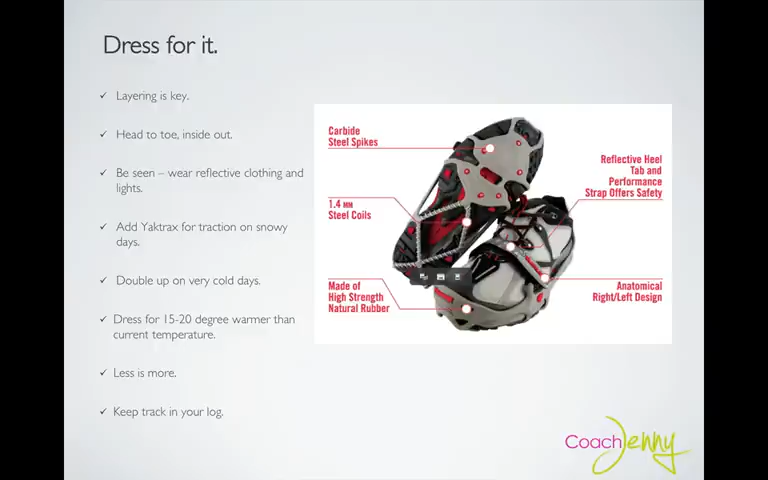 Dress for it.
Layering is key.
Head to toe, inside out.
Be seen – wear reflective clothing and
lights.
Add Yaktrax for traction on snowy
days.
Double up on very cold days.
Dress for 15-20 degree warmer than
current temperature.
Less is more.
Keep track in your log.
Carbide
Steel Spikes
1.4 MM
Steel Coils
Made of
High Strength
Natural Rubber
Reflective Heel
Tab and
Performance
Strap Offers Safety
Anatomical
Right/Left Design
CoachJenny